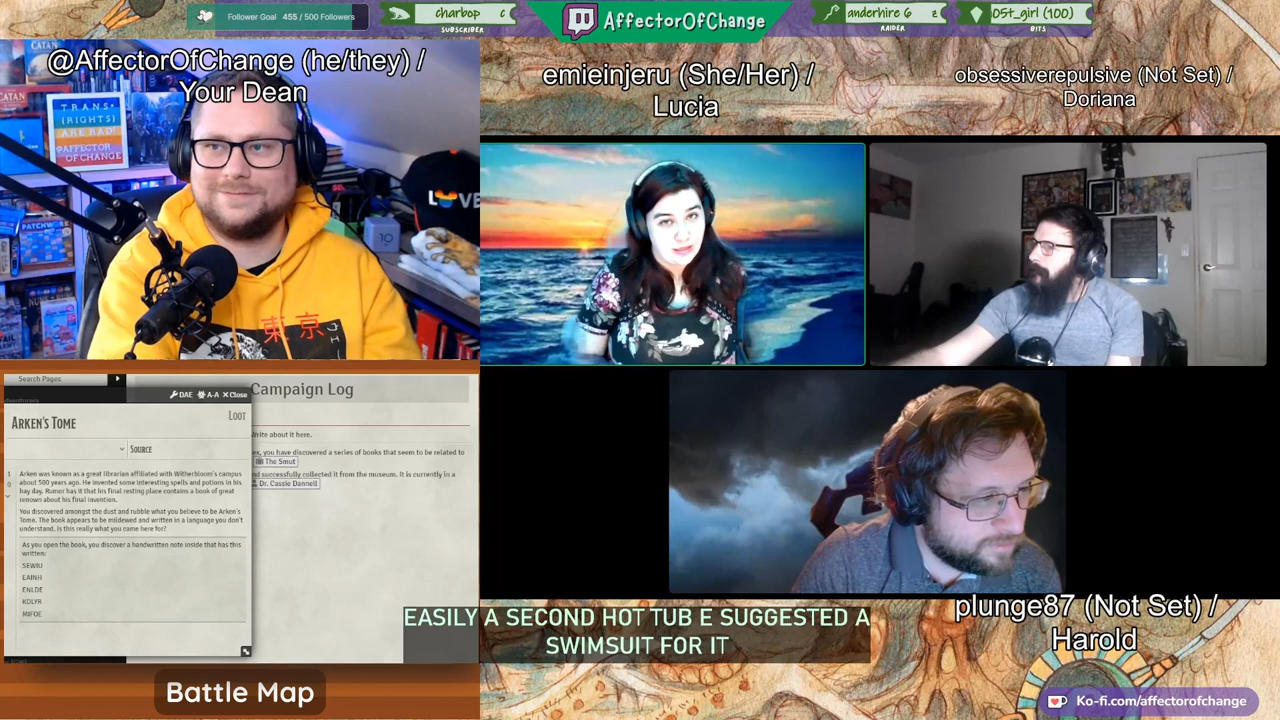 Follower Goal 455 / 500 Followers
charbop
SUBSCRIBER
AffectorOfChange
anderhire 6
RAIDER
05t_girl (100)
BITS
@AffectorOfChange (he/they) /
Your Dean
emieinjeru (She/Her) /
Lucia
obsessiverepulsive (Not Set) /
Doriana
CATAN
CATAN
TRANS
(RIGHTS)
ARE RAD!
AFFECTOR
OF CHANGE
PATCHWORK
LOVE
10
東京
Search Pages
DAE A-A Close
Campaign Log
ARKEN'S TOME
LOOT
SOURCE
Write about it here.
ex, you have discovered a series of books that seem to be related to
The Smut
nd successfully collected it from the museum. It is currently in a
Dr. Cassie Dannell
Arken was known as a great librarian affiliated with Witherbloom's campus
about 500 years ago. He invented some interesting spells and potions in his
hay day. Rumor has it that his final resting place contains a book of great
renown about his final invention.
You discovered amongst the dust and rubble what you believe to be Arken's
Tome. The book appears to be mildewed and written in a language you don't
understand. Is this really what you came here for?
As you open the book, you discover a handwritten note inside that has this
written:
SEWIU
EAINH
ENLDE
KDLYR
MIFOE
EASILY A SECOND HOT TUB E SUGGESTED A
SWIMSUIT FOR IT
plunge87 (Not Set) /
Harold
Battle Map
Ko-fi.com/affectorofchange